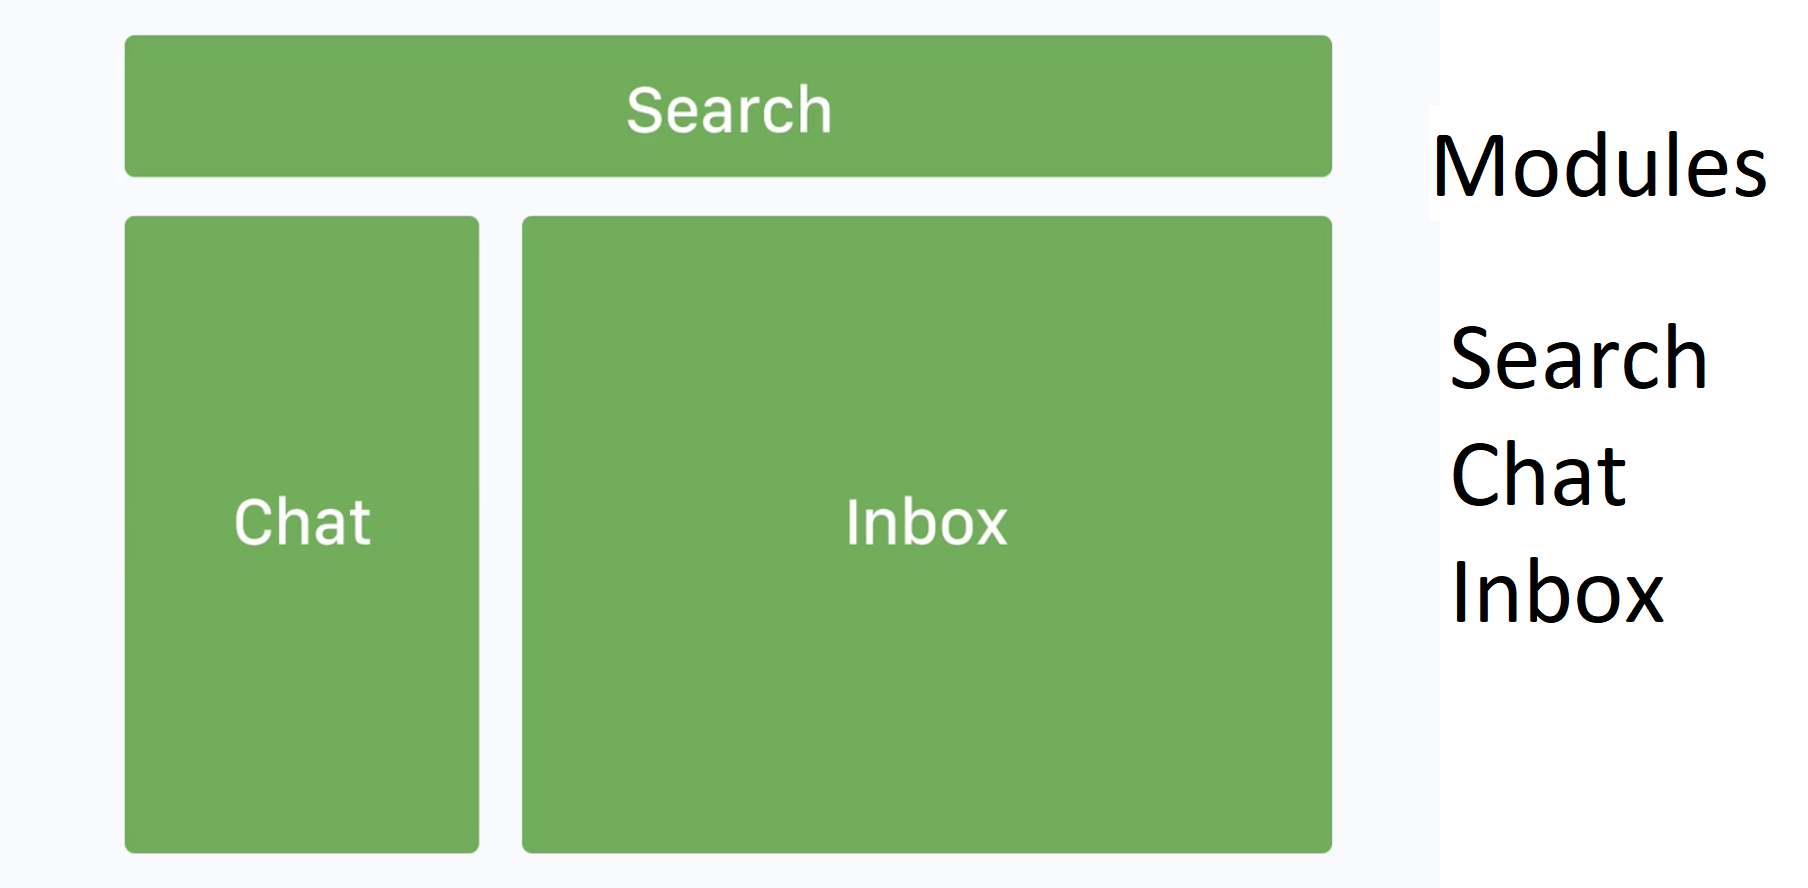 Search
Chat
Inbox
Modules
Search
Chat
Inbox